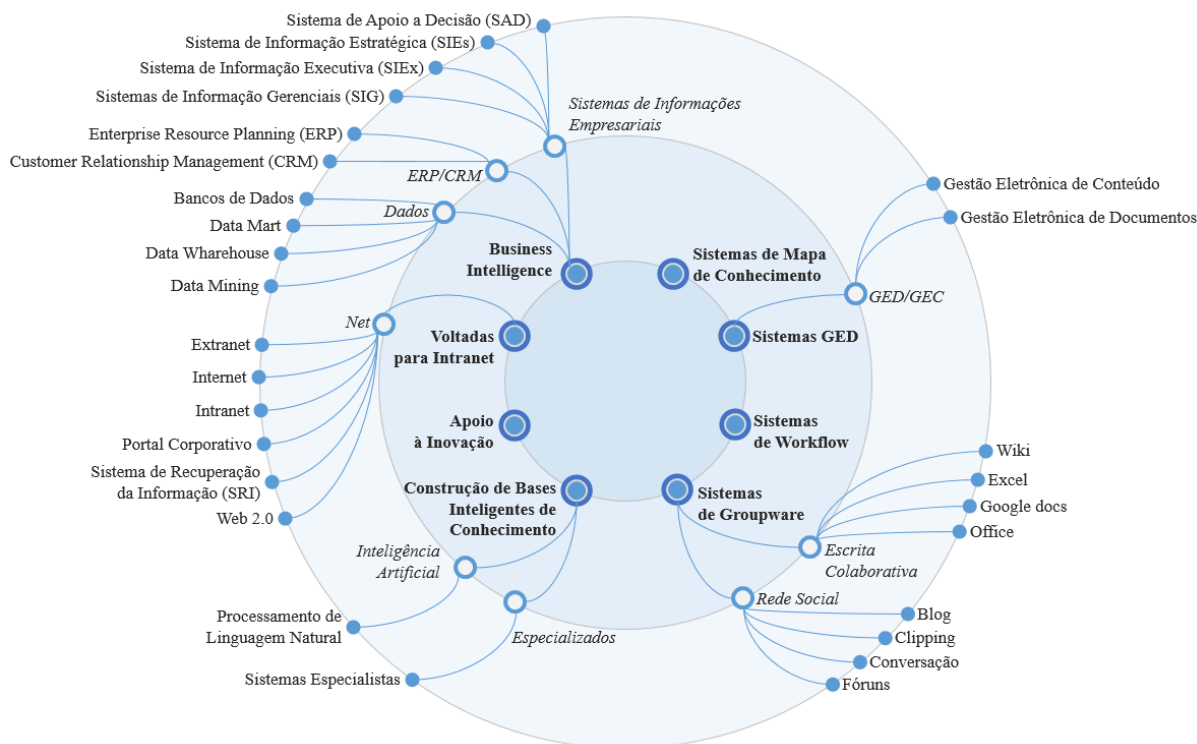 Sistema de Apoio a Decisão (SAD)
Sistema de Informação Estratégica (SIEs)
Sistema de Informação Executiva (SIEx)
Sistemas de Informação Gerenciais (SIG)
Enterprise Resource Planning (ERP)
Customer Relationship Management (CRM)
Bancos de Dados
Data Mart
Data Wharehouse
Data Mining
Extranet
Internet
Intranet
Portal Corporativo
Sistema de Recuperação
da Informação (SRI)
Web 2.0
Processamento de
Linguagem Natural
Sistemas Especialistas
Sistemas de Informações
Empresariais
ERP/CRM
Dados
Net
Inteligência
Artificial
Especializados
Business
Intelligence
Voltadas
para Intranet
Apoio
à Inovação
Construção de Bases
Inteligentes de
Conhecimento
Sistemas de Mapa
de Conhecimento
Sistemas GED
Sistemas
de Workflow
Sistemas
de Groupware
GED/GEC
Escrita
Colaborativa
Rede Social
Gestão Eletrônica de Conteúdo
Gestão Eletrônica de Documentos
Wiki
Excel
Google docs
Office
Blog
Clipping
Conversação
Fóruns